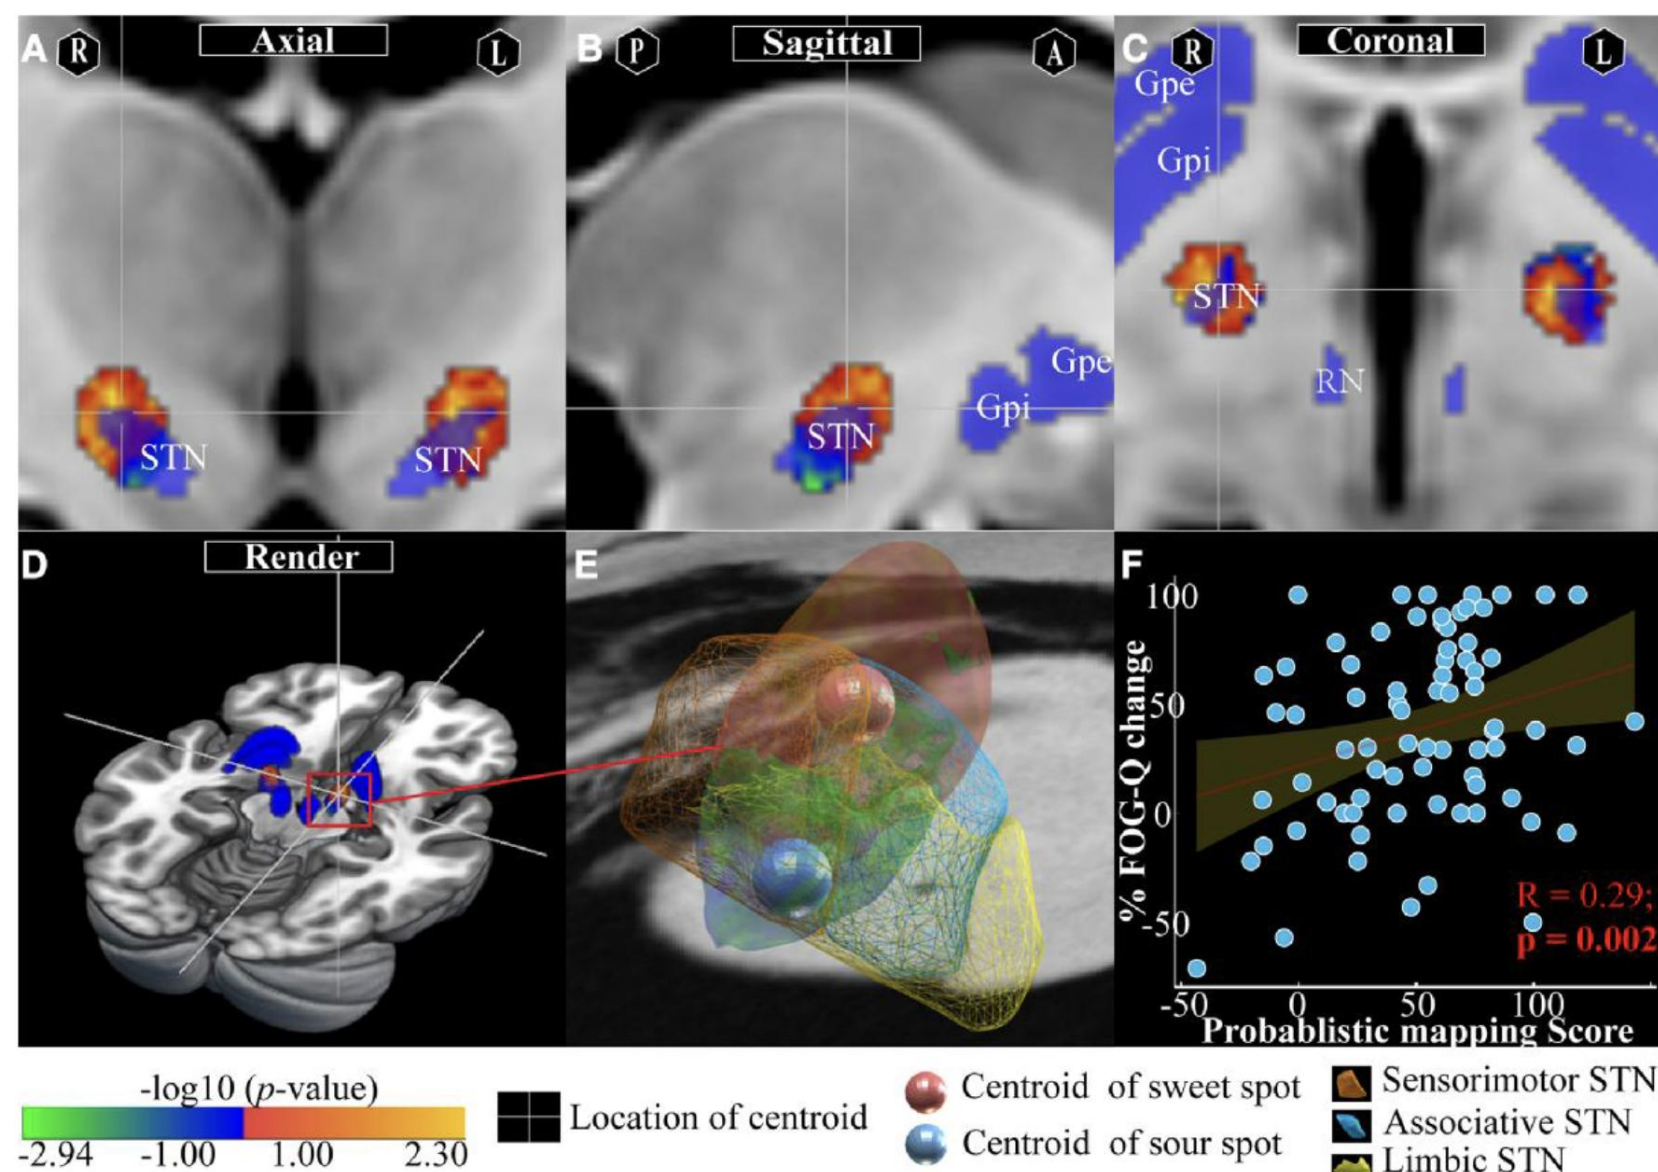 A R Axial L
B P Sagittal A
C R Coronal L
Gpe
Gpi
STN
STN
STN
Gpi
Gpe
STN
RN
D Render
E
F
% FOG-Q change
100
50
0
-50
R = 0.29;
p = 0.002
-50 0 50 100
Probablistic mapping Score
-log10 (p-value)
-2.94 -1.00 1.00 2.30
Location of centroid
Centroid of sweet spot
Centroid of sour spot
Sensorimotor STN
Associative STN
Limbic STN